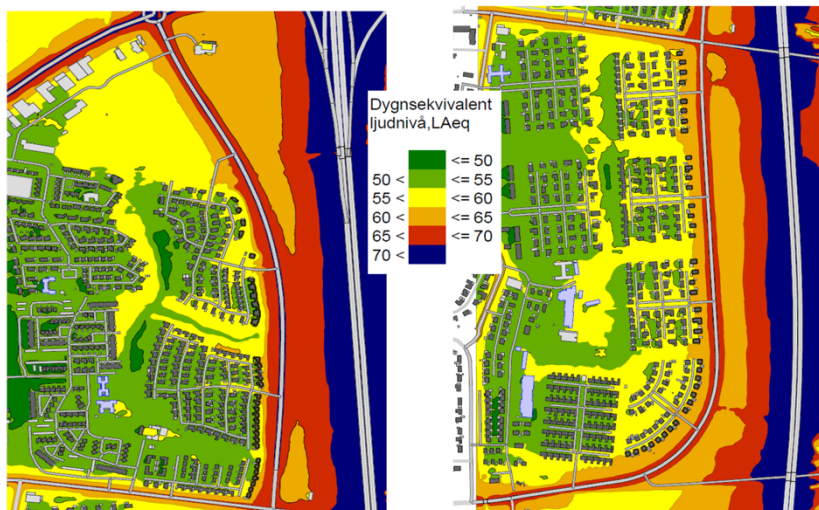 Dygnsekvivalent
ljudnivå,LAeq
<= 50
50 < <= 55
55 < <= 60
60 < <= 65
65 < <= 70
70 <